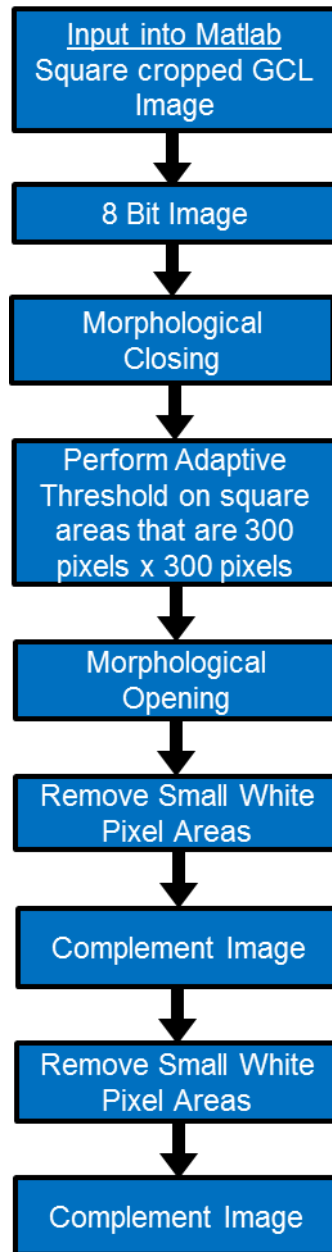 Input into Matlab
Square cropped GCL
Image
8 Bit Image
Morphological
Closing
Perform Adaptive
Threshold on square
areas that are 300
pixels x 300 pixels
Morphological
Opening
Remove Small White
Pixel Areas
Complement Image
Remove Small White
Pixel Areas
Complement Image